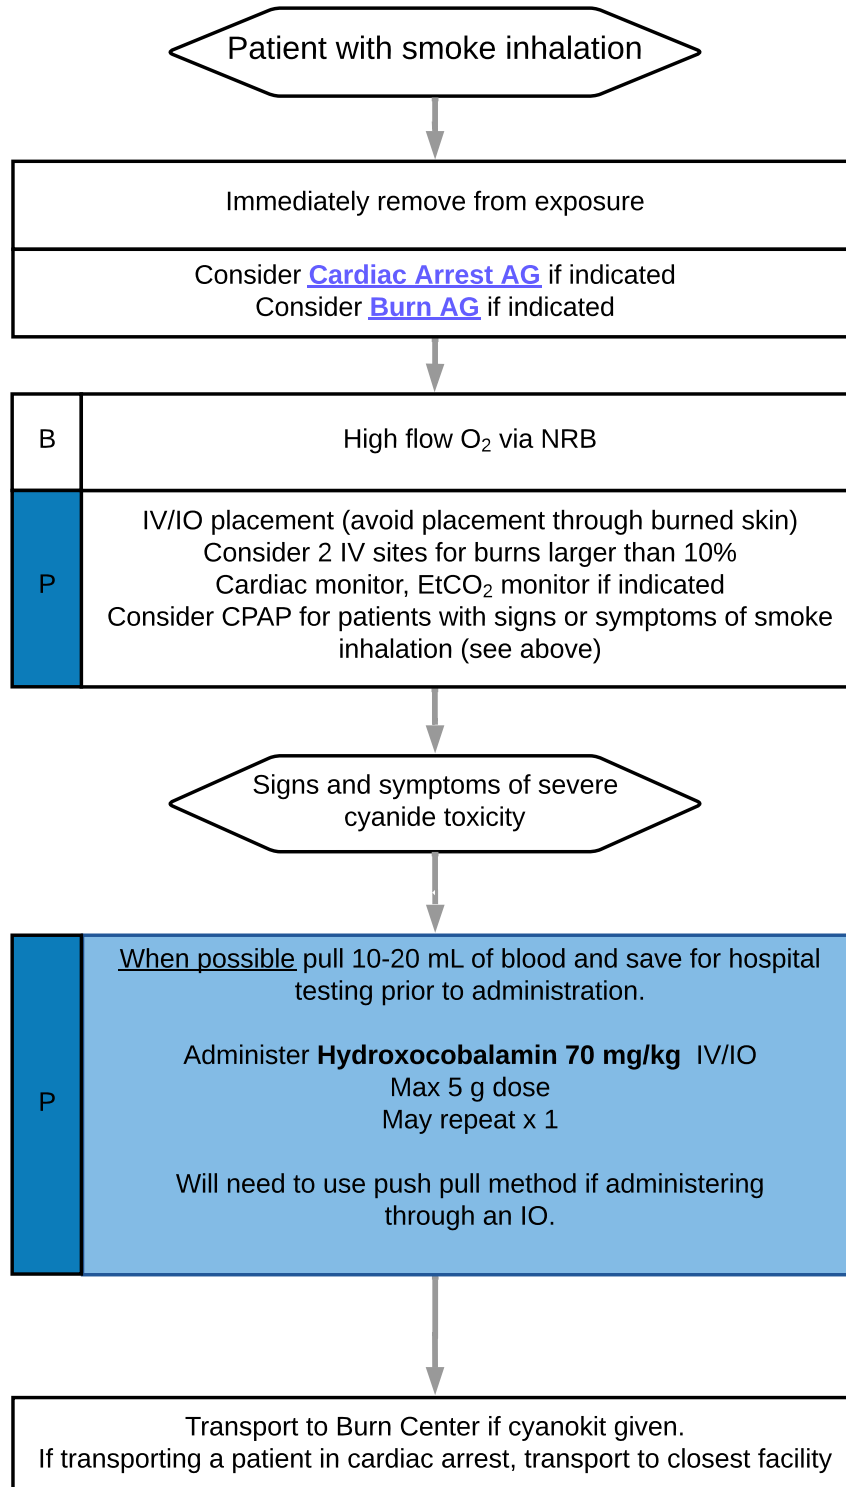 Patient with smoke inhalation
Immediately remove from exposure
Consider Cardiac Arrest AG if indicated
Consider Burn AG if indicated
B
High flow O₂ via NRB
P
IV/IO placement (avoid placement through burned skin)
Consider 2 IV sites for burns larger than 10%
Cardiac monitor, EtCO₂ monitor if indicated
Consider CPAP for patients with signs or symptoms of smoke
inhalation (see above)
Signs and symptoms of severe
cyanide toxicity
P
When possible pull 10-20 mL of blood and save for hospital
testing prior to administration.
Administer Hydroxocobalamin 70 mg/kg IV/IO
Max 5 g dose
May repeat x 1
Will need to use push pull method if administering
through an IO.
Transport to Burn Center if cyanokit given.
If transporting a patient in cardiac arrest, transport to closest facility